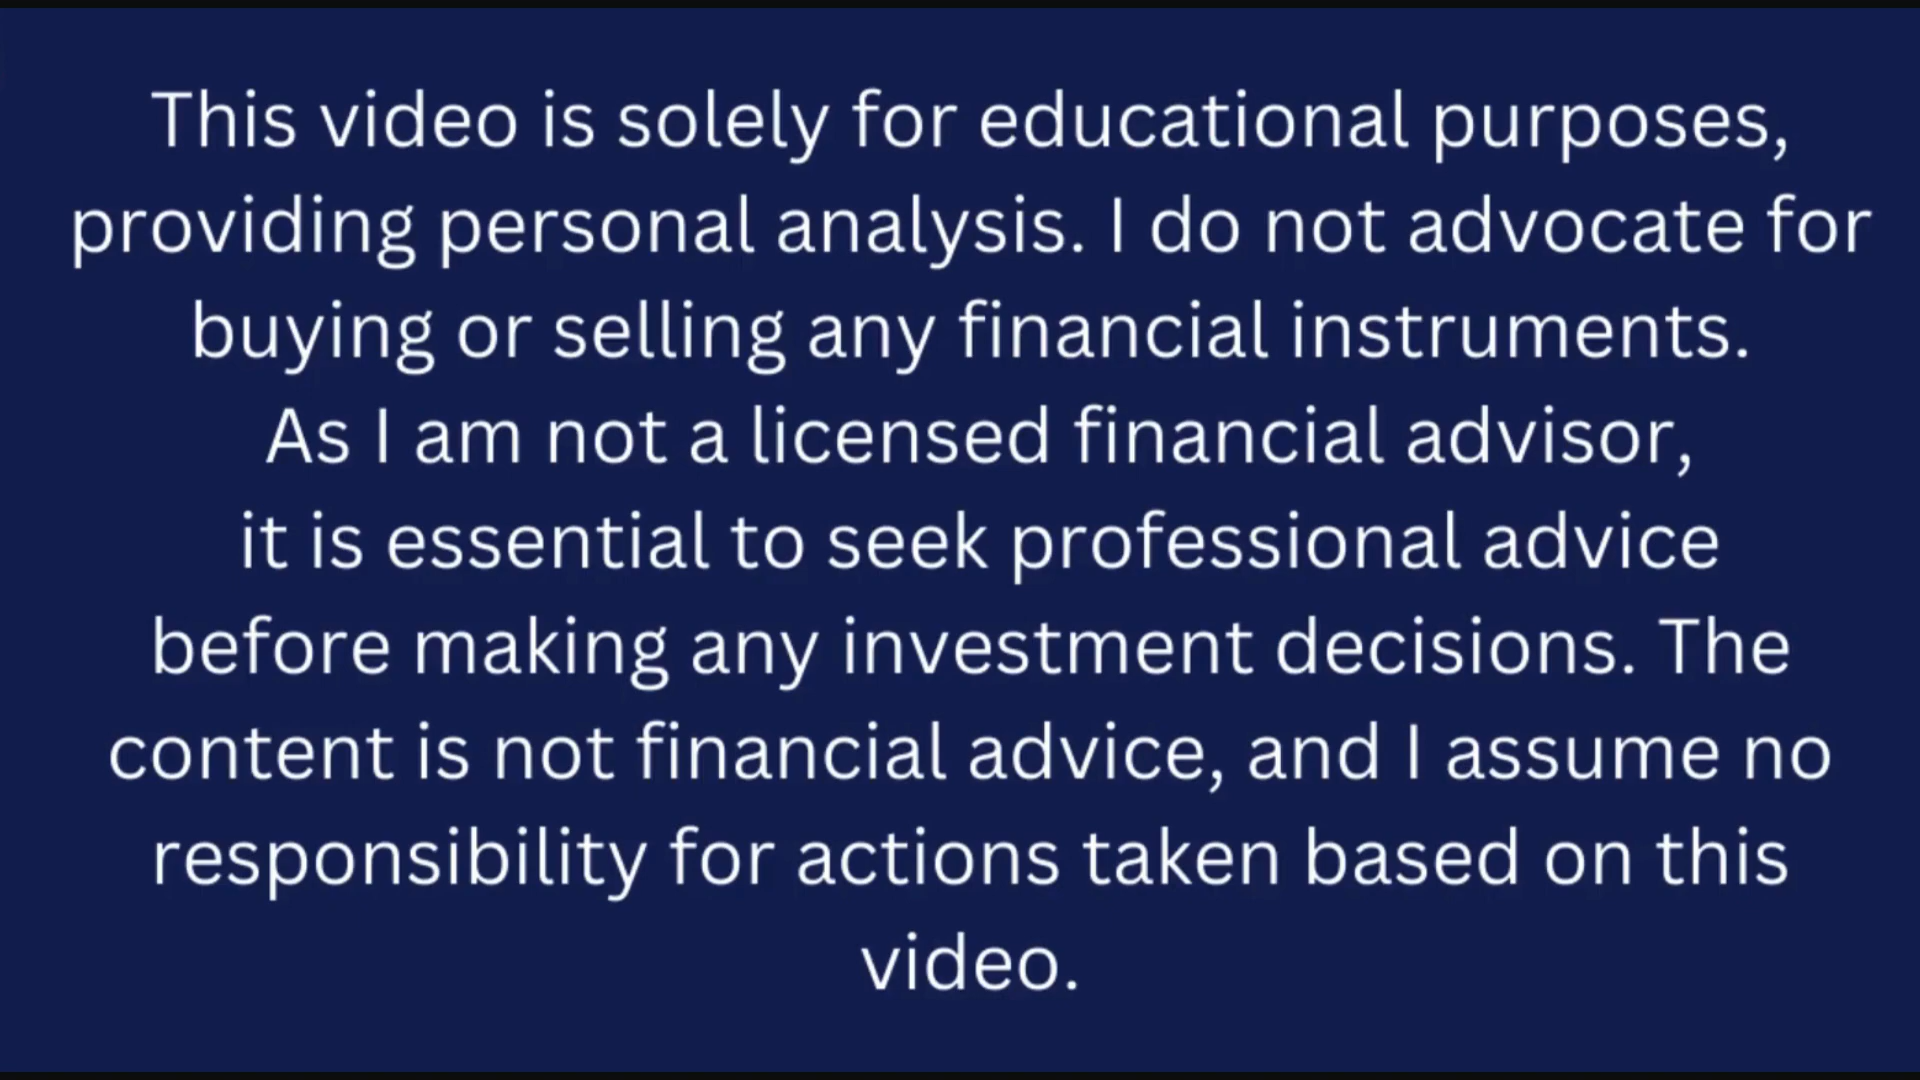 This video is solely for educational purposes,
providing personal analysis. I do not advocate for
buying or selling any financial instruments.
As I am not a licensed financial advisor,
it is essential to seek professional advice
before making any investment decisions. The
content is not financial advice, and I assume no
responsibility for actions taken based on this
video.